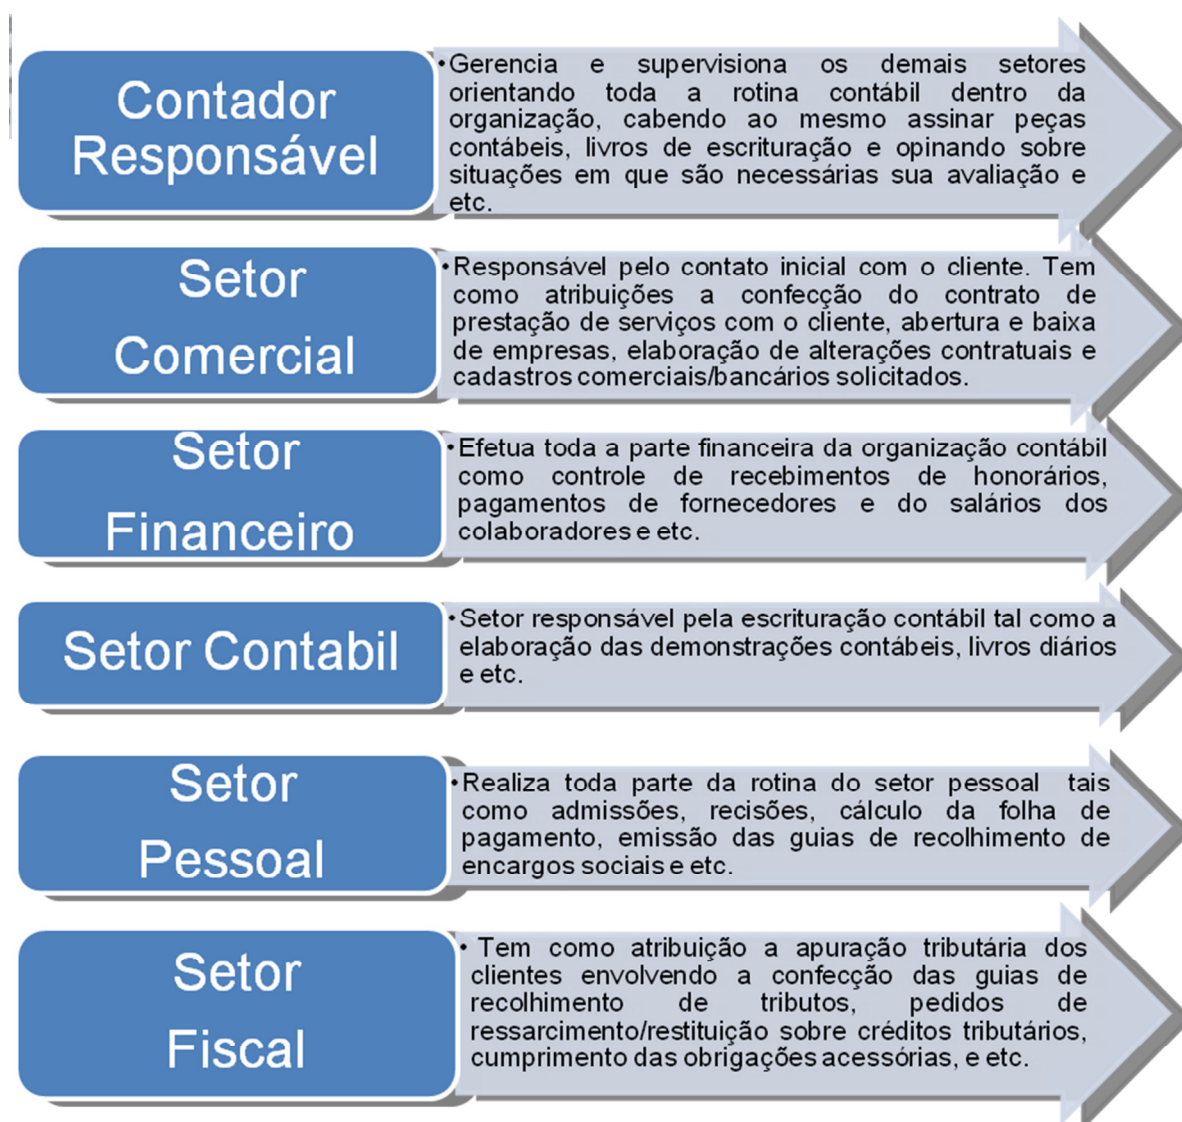 Contador
Responsável
•Gerencia e supervisiona os demais setores
orientando toda a rotina contábil dentro da
organização, cabendo ao mesmo assinar peças
contábeis, livros de escrituração e opinando sobre
situações em que são necessárias sua avaliação e
etc.
Setor
Comercial
•Responsável pelo contato inicial com o cliente. Tem
como atribuições a confecção do contrato de
prestação de serviços com o cliente, abertura e baixa
de empresas, elaboração de alterações contratuais e
cadastros comerciais/bancários solicitados.
Setor
Financeiro
•Efetua toda a parte financeira da organização contábil
como controle de recebimentos de honorários,
pagamentos de fornecedores e do salários dos
colaboradores e etc.
Setor Contabil
•Setor responsável pela escrituração contábil tal como a
elaboração das demonstrações contábeis, livros diários
e etc.
Setor
Pessoal
•Realiza toda parte da rotina do setor pessoal tais
como admissões, recisões, cálculo da folha de
pagamento, emissão das guias de recolhimento de
encargos sociais e etc.
Setor
Fiscal
• Tem como atribuição a apuração tributária dos
clientes envolvendo a confecção das guias de
recolhimento de tributos, pedidos de
ressarcimento/restituição sobre créditos tributários,
cumprimento das obrigações acessórias, e etc.